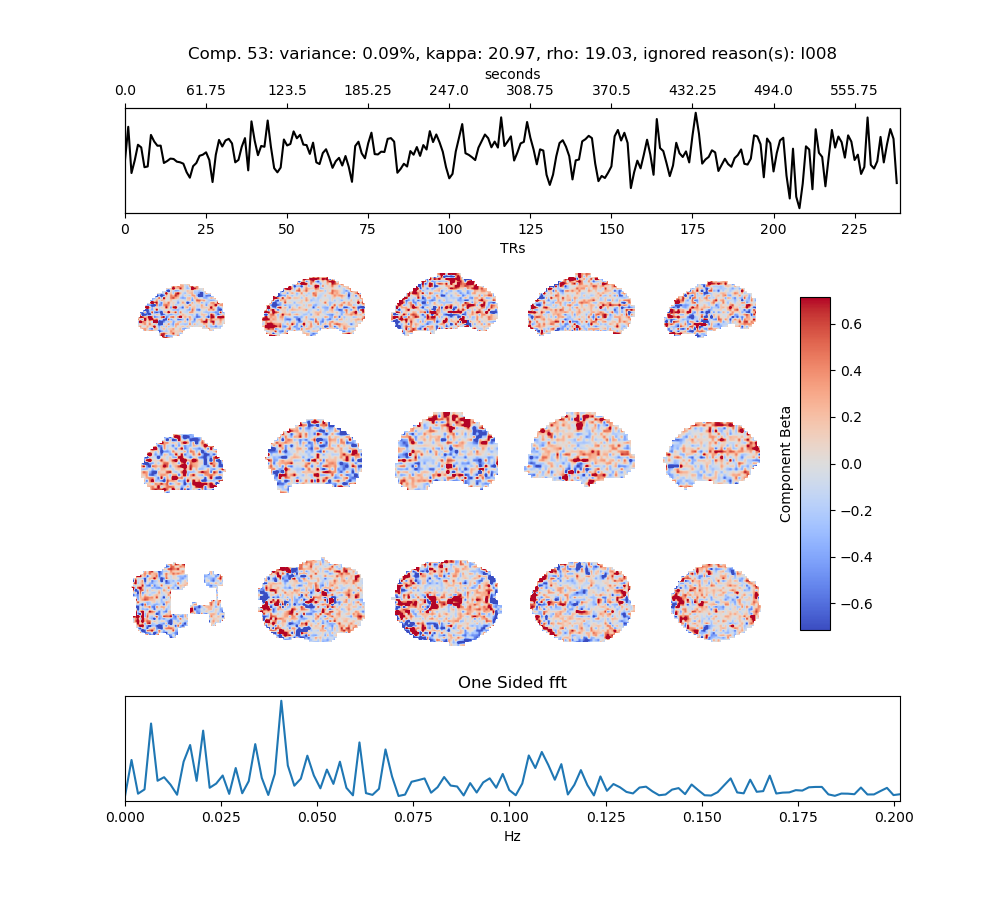 Comp. 53: variance: 0.09%, kappa: 20.97, rho: 19.03, ignored reason(s): I008
seconds
0.0 61.75 123.5 185.25 247.0 308.75 370.5 432.25 494.0 555.75
0 25 50 75 100 125 150 175 200 225
TRs
0.6
0.4
0.2
0.0
−0.2
−0.4
−0.6
Component Beta
One Sided fft
0.000 0.025 0.050 0.075 0.100 0.125 0.150 0.175 0.200
Hz